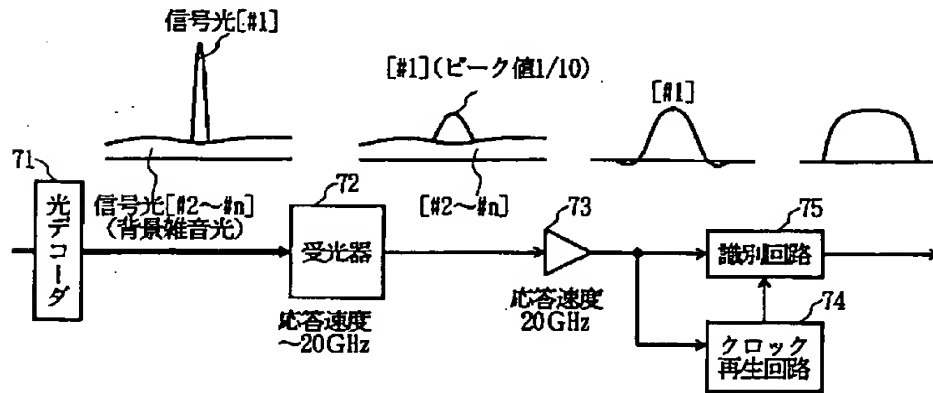 信号光[#1]
[#1](ピーク値1/10)
[#1]
71
光デコーダ
信号光[#2～#n]
(背景雑音光)
72
受光器
応答速度
～20GHz
[#2～#n]
73
応答速度
20GHz
75
識別回路
74
クロック
再生回路